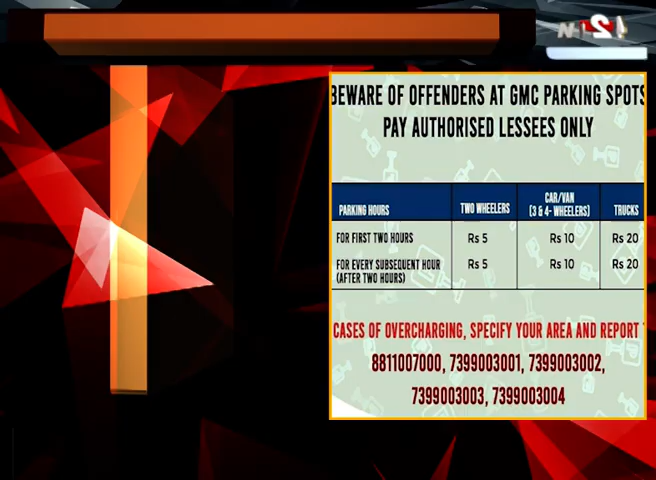 BEWARE OF OFFENDERS AT GMC PARKING SPOTS
PAY AUTHORISED LESSEES ONLY
PARKING HOURS TWO WHEELERS CAR/VAN (3 & 4- WHEELERS) TRUCKS
FOR FIRST TWO HOURS Rs 5 Rs 10 Rs 20
FOR EVERY SUBSEQUENT HOUR (AFTER TWO HOURS) Rs 5 Rs 10 Rs 20
CASES OF OVERCHARGING, SPECIFY YOUR AREA AND REPORT
8811007000, 7399003001, 7399003002,
7399003003, 7399003004